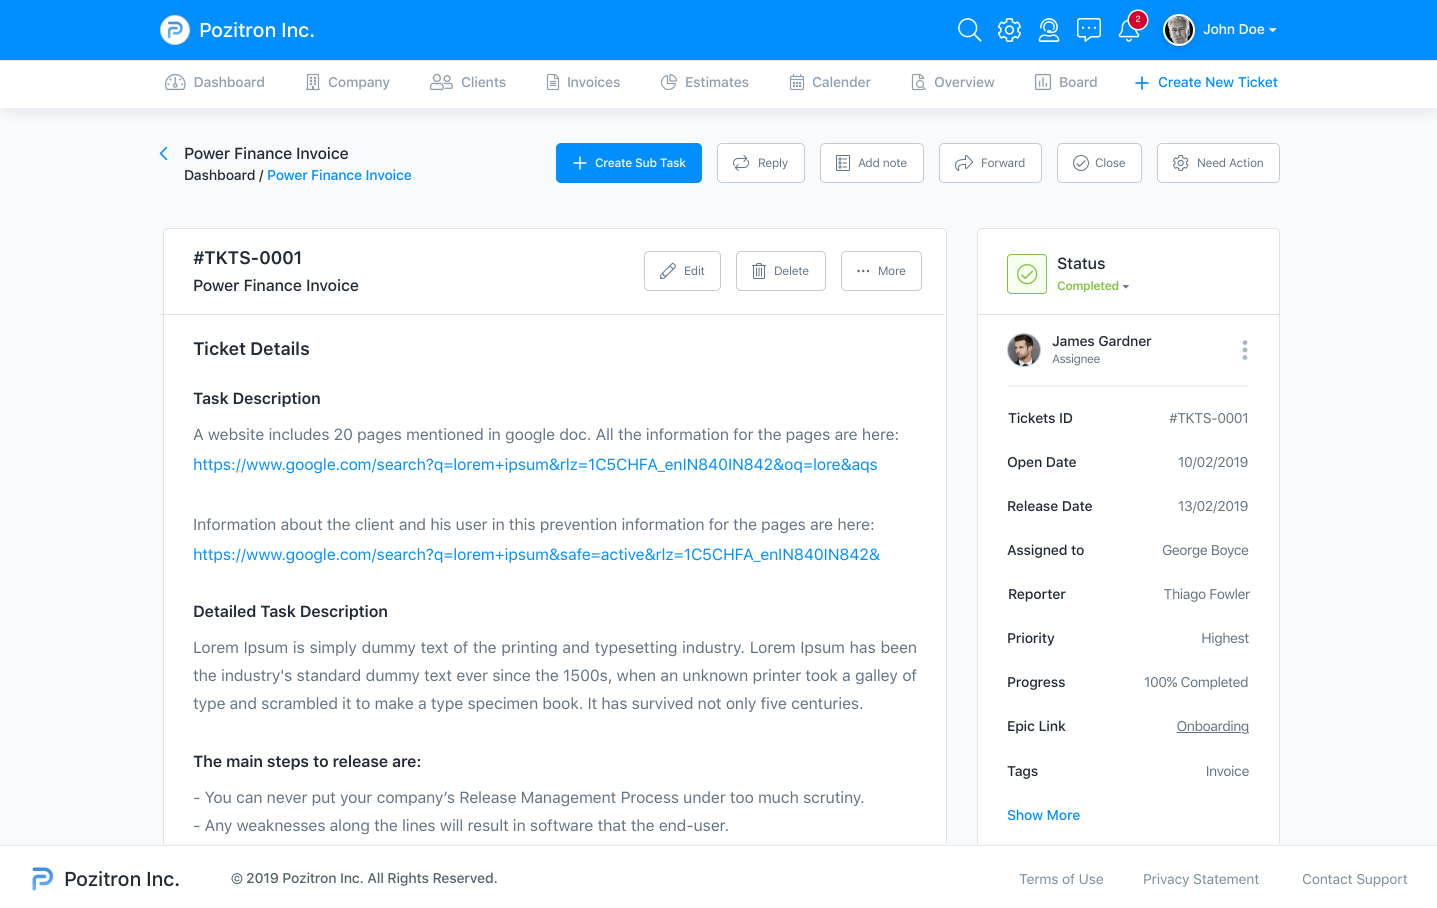 Pozitron Inc.
2
John Doe
Dashboard
Company
Clients
Invoices
Estimates
Calender
Overview
Board
Create New Ticket
Power Finance Invoice
Dashboard / Power Finance Invoice
Create Sub Task
Reply
Add note
Forward
Close
Need Action
#TKTS-0001
Power Finance Invoice
Edit
Delete
More
Ticket Details
Task Description
A website includes 20 pages mentioned in google doc. All the information for the pages are here:
https://www.google.com/search?q=lorem+ipsum&rlz=1C5CHFA_enIN840IN842&oq=lore&aqs
Information about the client and his user in this prevention information for the pages are here:
https://www.google.com/search?q=lorem+ipsum&safe=active&rlz=1C5CHFA_enIN840IN842&
Detailed Task Description
Lorem Ipsum is simply dummy text of the printing and typesetting industry. Lorem Ipsum has been
the industry's standard dummy text ever since the 1500s, when an unknown printer took a galley of
type and scrambled it to make a type specimen book. It has survived not only five centuries.
The main steps to release are:
- You can never put your company’s Release Management Process under too much scrutiny.
- Any weaknesses along the lines will result in software that the end-user.
Status
Completed
James Gardner
Assignee
Tickets ID #TKTS-0001
Open Date 10/02/2019
Release Date 13/02/2019
Assigned to George Boyce
Reporter Thiago Fowler
Priority Highest
Progress 100% Completed
Epic Link Onboarding
Tags Invoice
Show More
Pozitron Inc.
© 2019 Pozitron Inc. All Rights Reserved.
Terms of Use
Privacy Statement
Contact Support